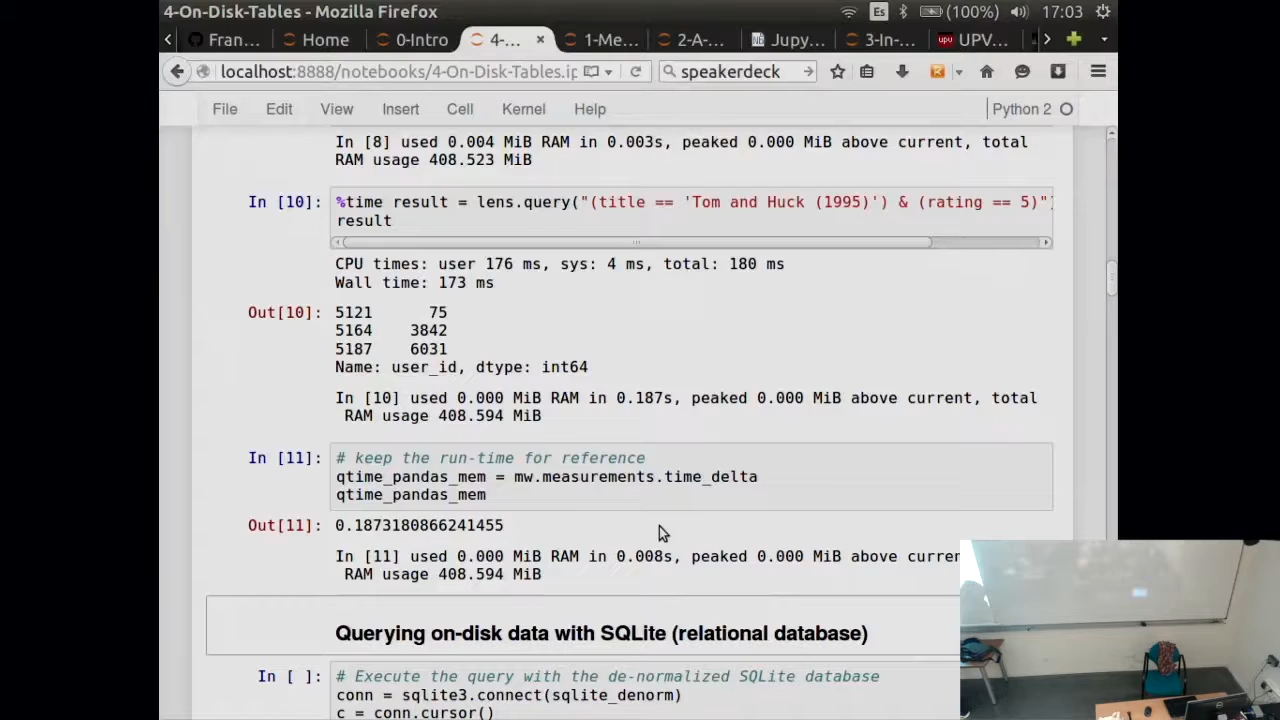 4-On-Disk-Tables - Mozilla Firefox
Es (100%) 17:03
Fran... Home 0-Intro 4-... × 1-Me... 2-A-... Jupy... 3-In-... upv UPV...
localhost:8888/notebooks/4-On-Disk-Tables.ip speakerdeck
File Edit View Insert Cell Kernel Help Python 2
In [8] used 0.004 MiB RAM in 0.003s, peaked 0.000 MiB above current, total
RAM usage 408.523 MiB
In [10]: %time result = lens.query("(title == 'Tom and Huck (1995)') & (rating == 5)")
result
CPU times: user 176 ms, sys: 4 ms, total: 180 ms
Wall time: 173 ms
Out[10]: 5121 75
5164 3842
5187 6031
Name: user_id, dtype: int64
In [10] used 0.000 MiB RAM in 0.187s, peaked 0.000 MiB above current, total
RAM usage 408.594 MiB
In [11]: # keep the run-time for reference
qtime_pandas_mem = mw.measurements.time_delta
qtime_pandas_mem
Out[11]: 0.1873180866241455
In [11] used 0.000 MiB RAM in 0.008s, peaked 0.000 MiB above curren
RAM usage 408.594 MiB
Querying on-disk data with SQLite (relational database)
In [ ]: # Execute the query with the de-normalized SQLite database
conn = sqlite3.connect(sqlite_denorm)
c = conn.cursor()